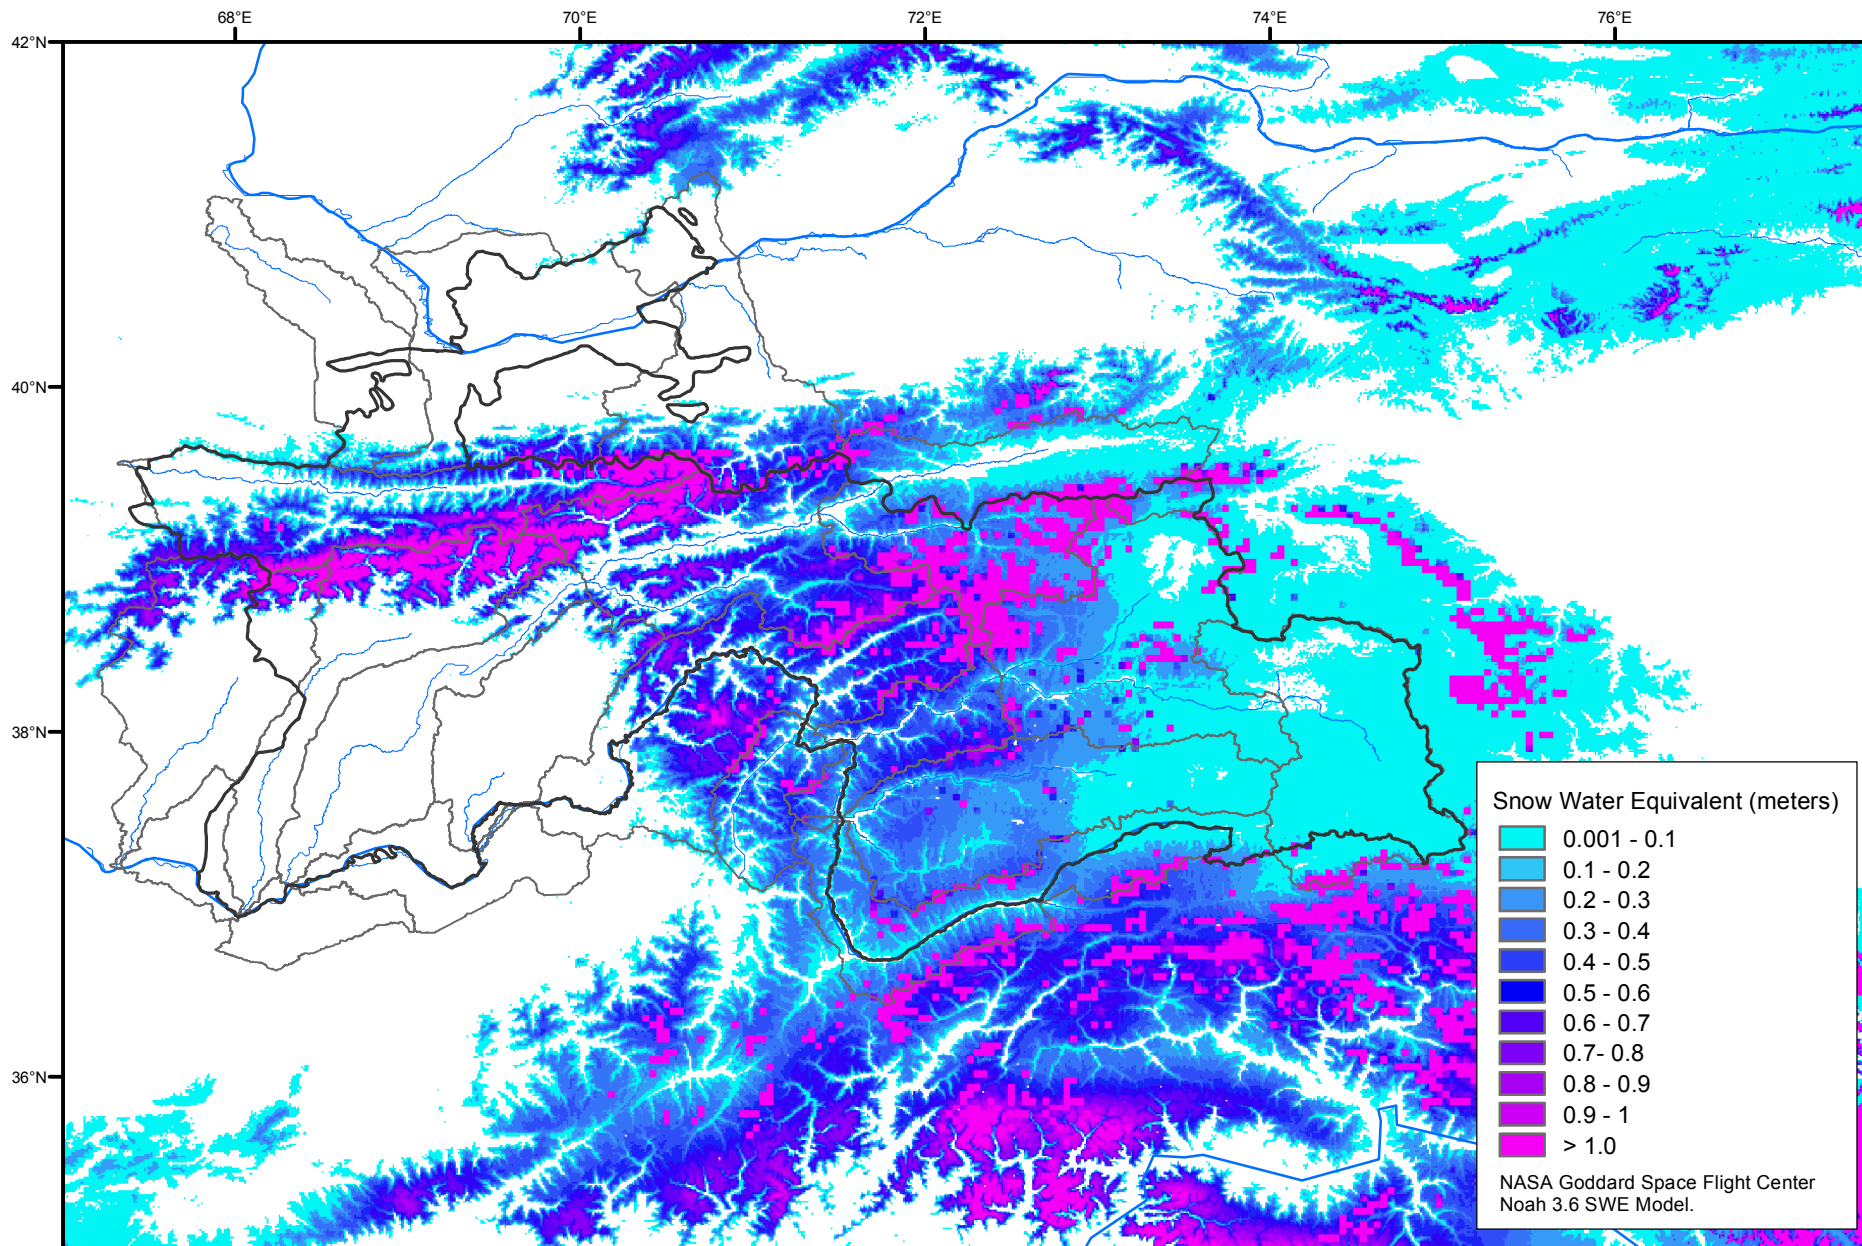 68°E 70°E 72°E 74°E 76°E
42°N
40°N
38°N
36°N
Snow Water Equivalent (meters)
0.001 - 0.1
0.1 - 0.2
0.2 - 0.3
0.3 - 0.4
0.4 - 0.5
0.5 - 0.6
0.6 - 0.7
0.7- 0.8
0.8 - 0.9
0.9 - 1
> 1.0
NASA Goddard Space Flight Center
Noah 3.6 SWE Model.